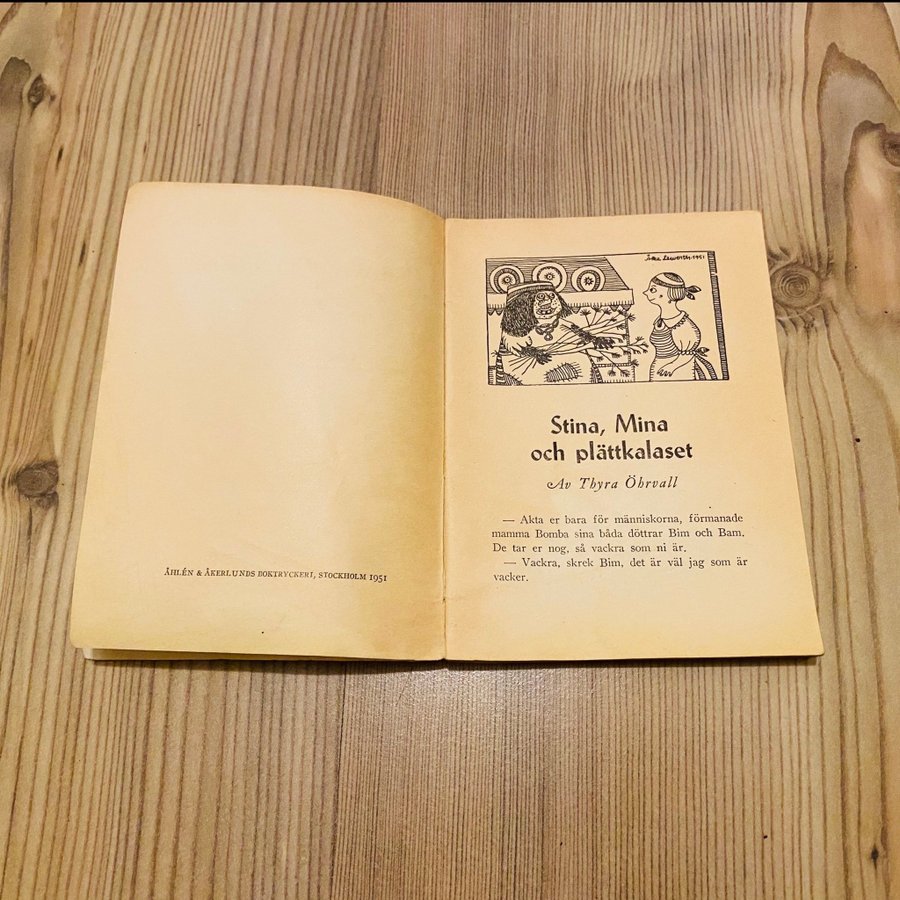 ÅHLÉN & ÅKERLUNDS BOKTRYCKERI, STOCKHOLM 1951
1951
Stina, Mina
och plättkalaset
Av Thyra Öhrvall
— Akta er bara för människorna, förmanade
mamma Bomba sina båda döttrar Bim och Bam.
De tar er nog, så vackra som ni är.
— Vackra, skrek Bim, det är väl jag som är
vacker.